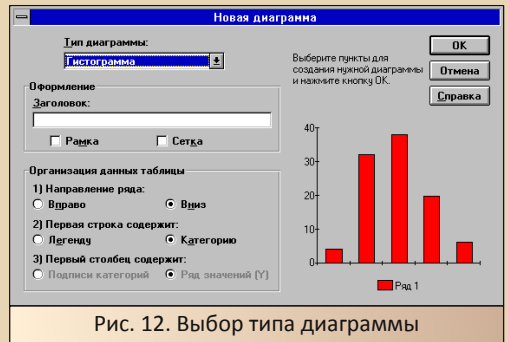 Новая диаграмма
Тип диаграммы:
Гистограмма
Оформление
Заголовок:
Рамка
Сетка
Организация данных таблицы
1) Направление ряда:
Вправо
Вниз
2) Первая строка содержит:
Легенду
Категорию
3) Первый столбец содержит:
Подписи категорий
Ряд значений (Y)
Выберите пункты для
создания нужной диаграммы
и нажмите кнопку OK.
OK
Отмена
Справка
40
30
20
10
0
Ряд 1
Рис. 12. Выбор типа диаграммы